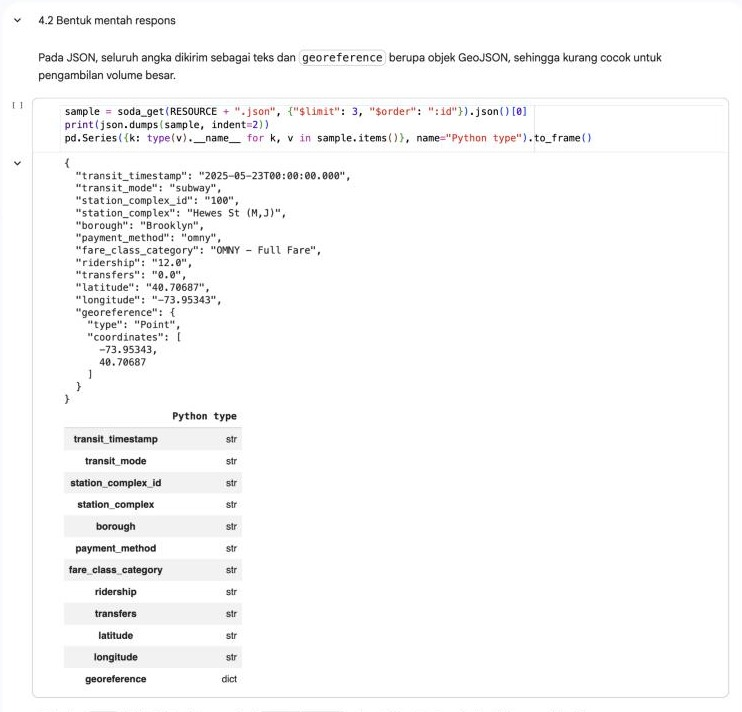 4.2 Bentuk mentah respons
Pada JSON, seluruh angka dikirim sebagai teks dan georeference berupa objek GeoJSON, sehingga kurang cocok untuk
pengambilan volume besar.
[ ]
sample = soda_get(RESOURCE + ".json", {"$limit": 3, "$order": ":id"}).json()[0]
print(json.dumps(sample, indent=2))
pd.Series({k: type(v).__name__ for k, v in sample.items()}, name="Python type").to_frame()
{
  "transit_timestamp": "2025-05-23T00:00:00.000",
  "transit_mode": "subway",
  "station_complex_id": "100",
  "station_complex": "Hewes St (M,J)",
  "borough": "Brooklyn",
  "payment_method": "omny",
  "fare_class_category": "OMNY - Full Fare",
  "ridership": "12.0",
  "transfers": "0.0",
  "latitude": "40.70687",
  "longitude": "-73.95343",
  "georeference": {
    "type": "Point",
    "coordinates": [
      -73.95343,
      40.70687
    ]
  }
}
Python type
transit_timestamp str
transit_mode str
station_complex_id str
station_complex str
borough str
payment_method str
fare_class_category str
ridership str
transfers str
latitude str
longitude str
georeference dict